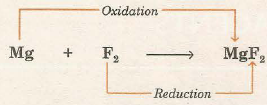 Oxidation
Mg + F₂ ⟶ MgF₂
Reduction